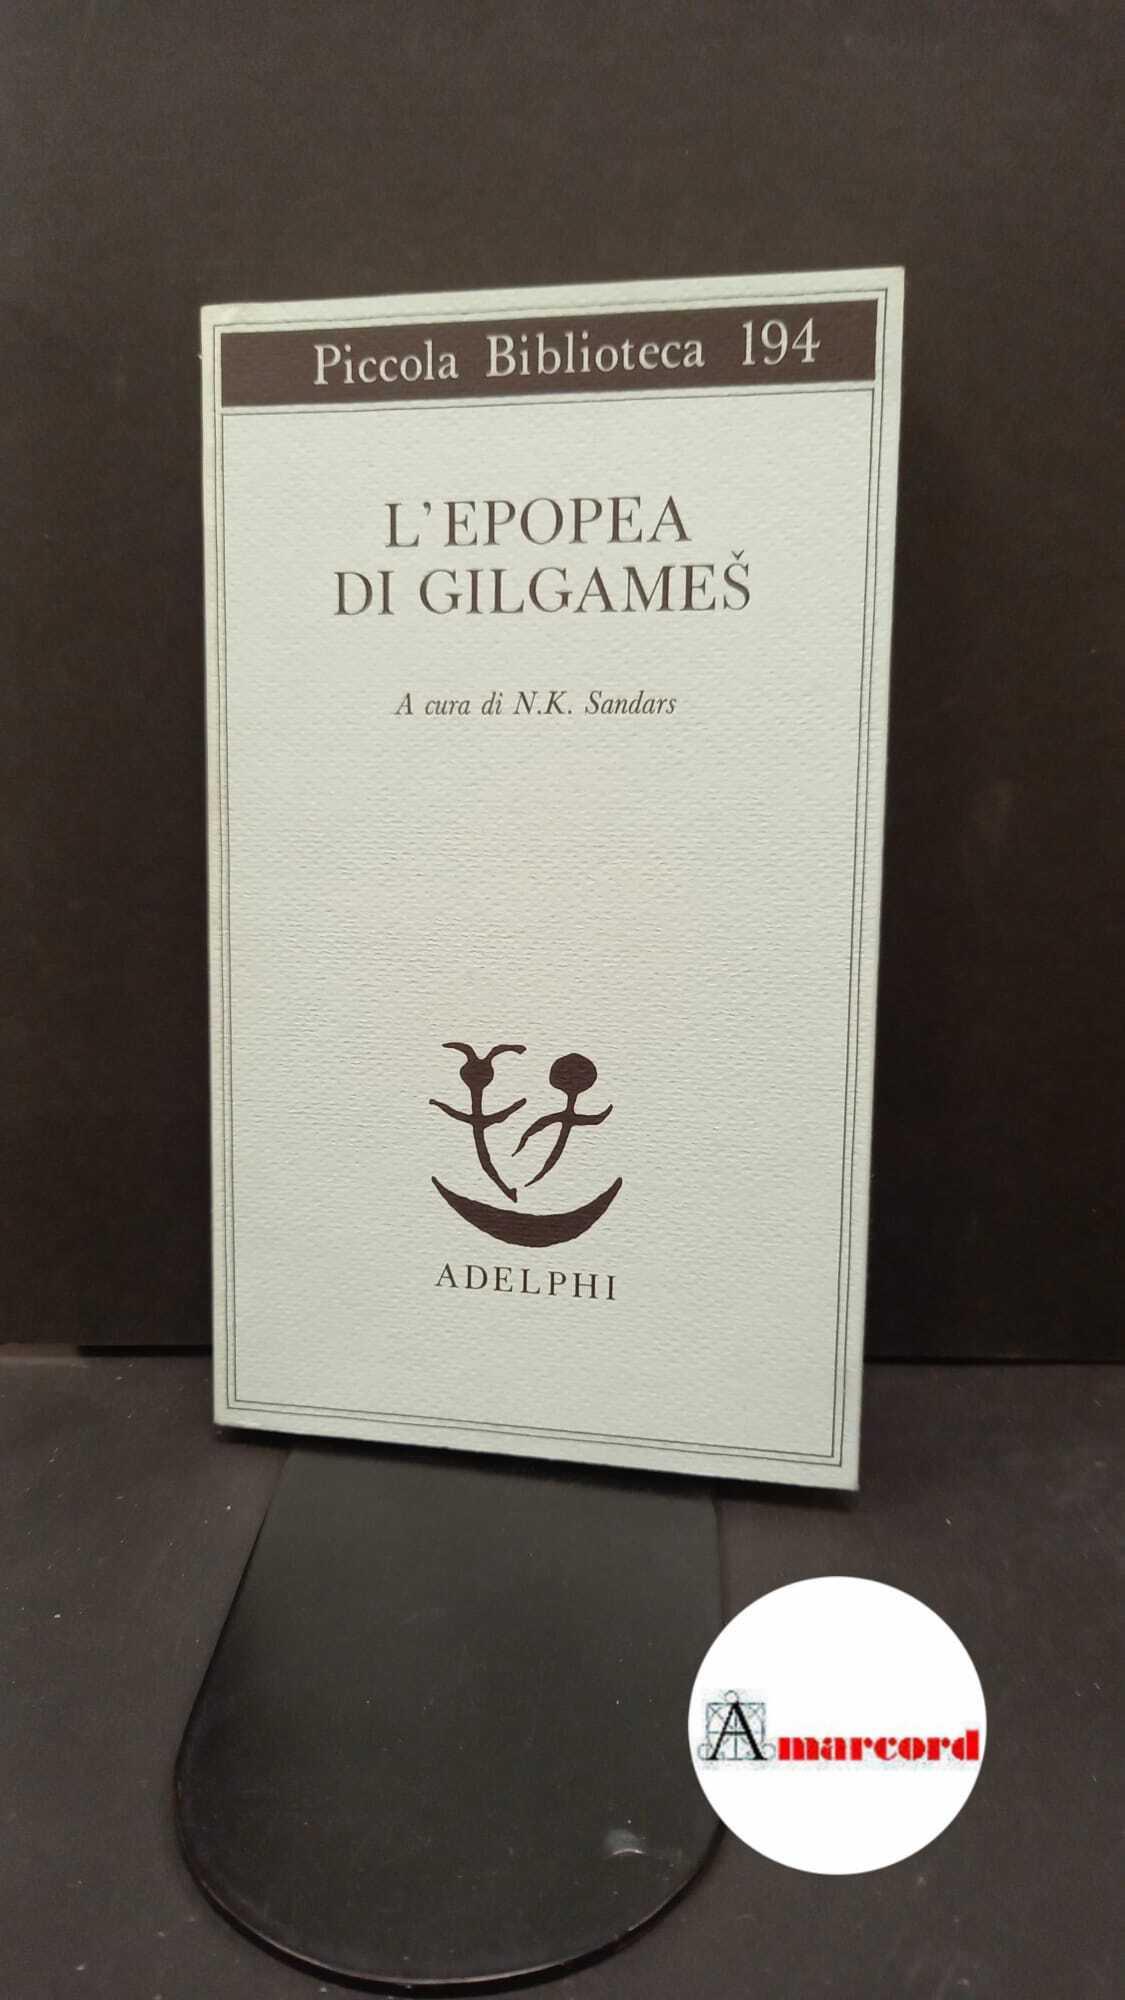 Piccola Biblioteca 194
L'EPOPEA
DI GILGAMEŠ
A cura di N.K. Sandars
ADELPHI
Amarcord